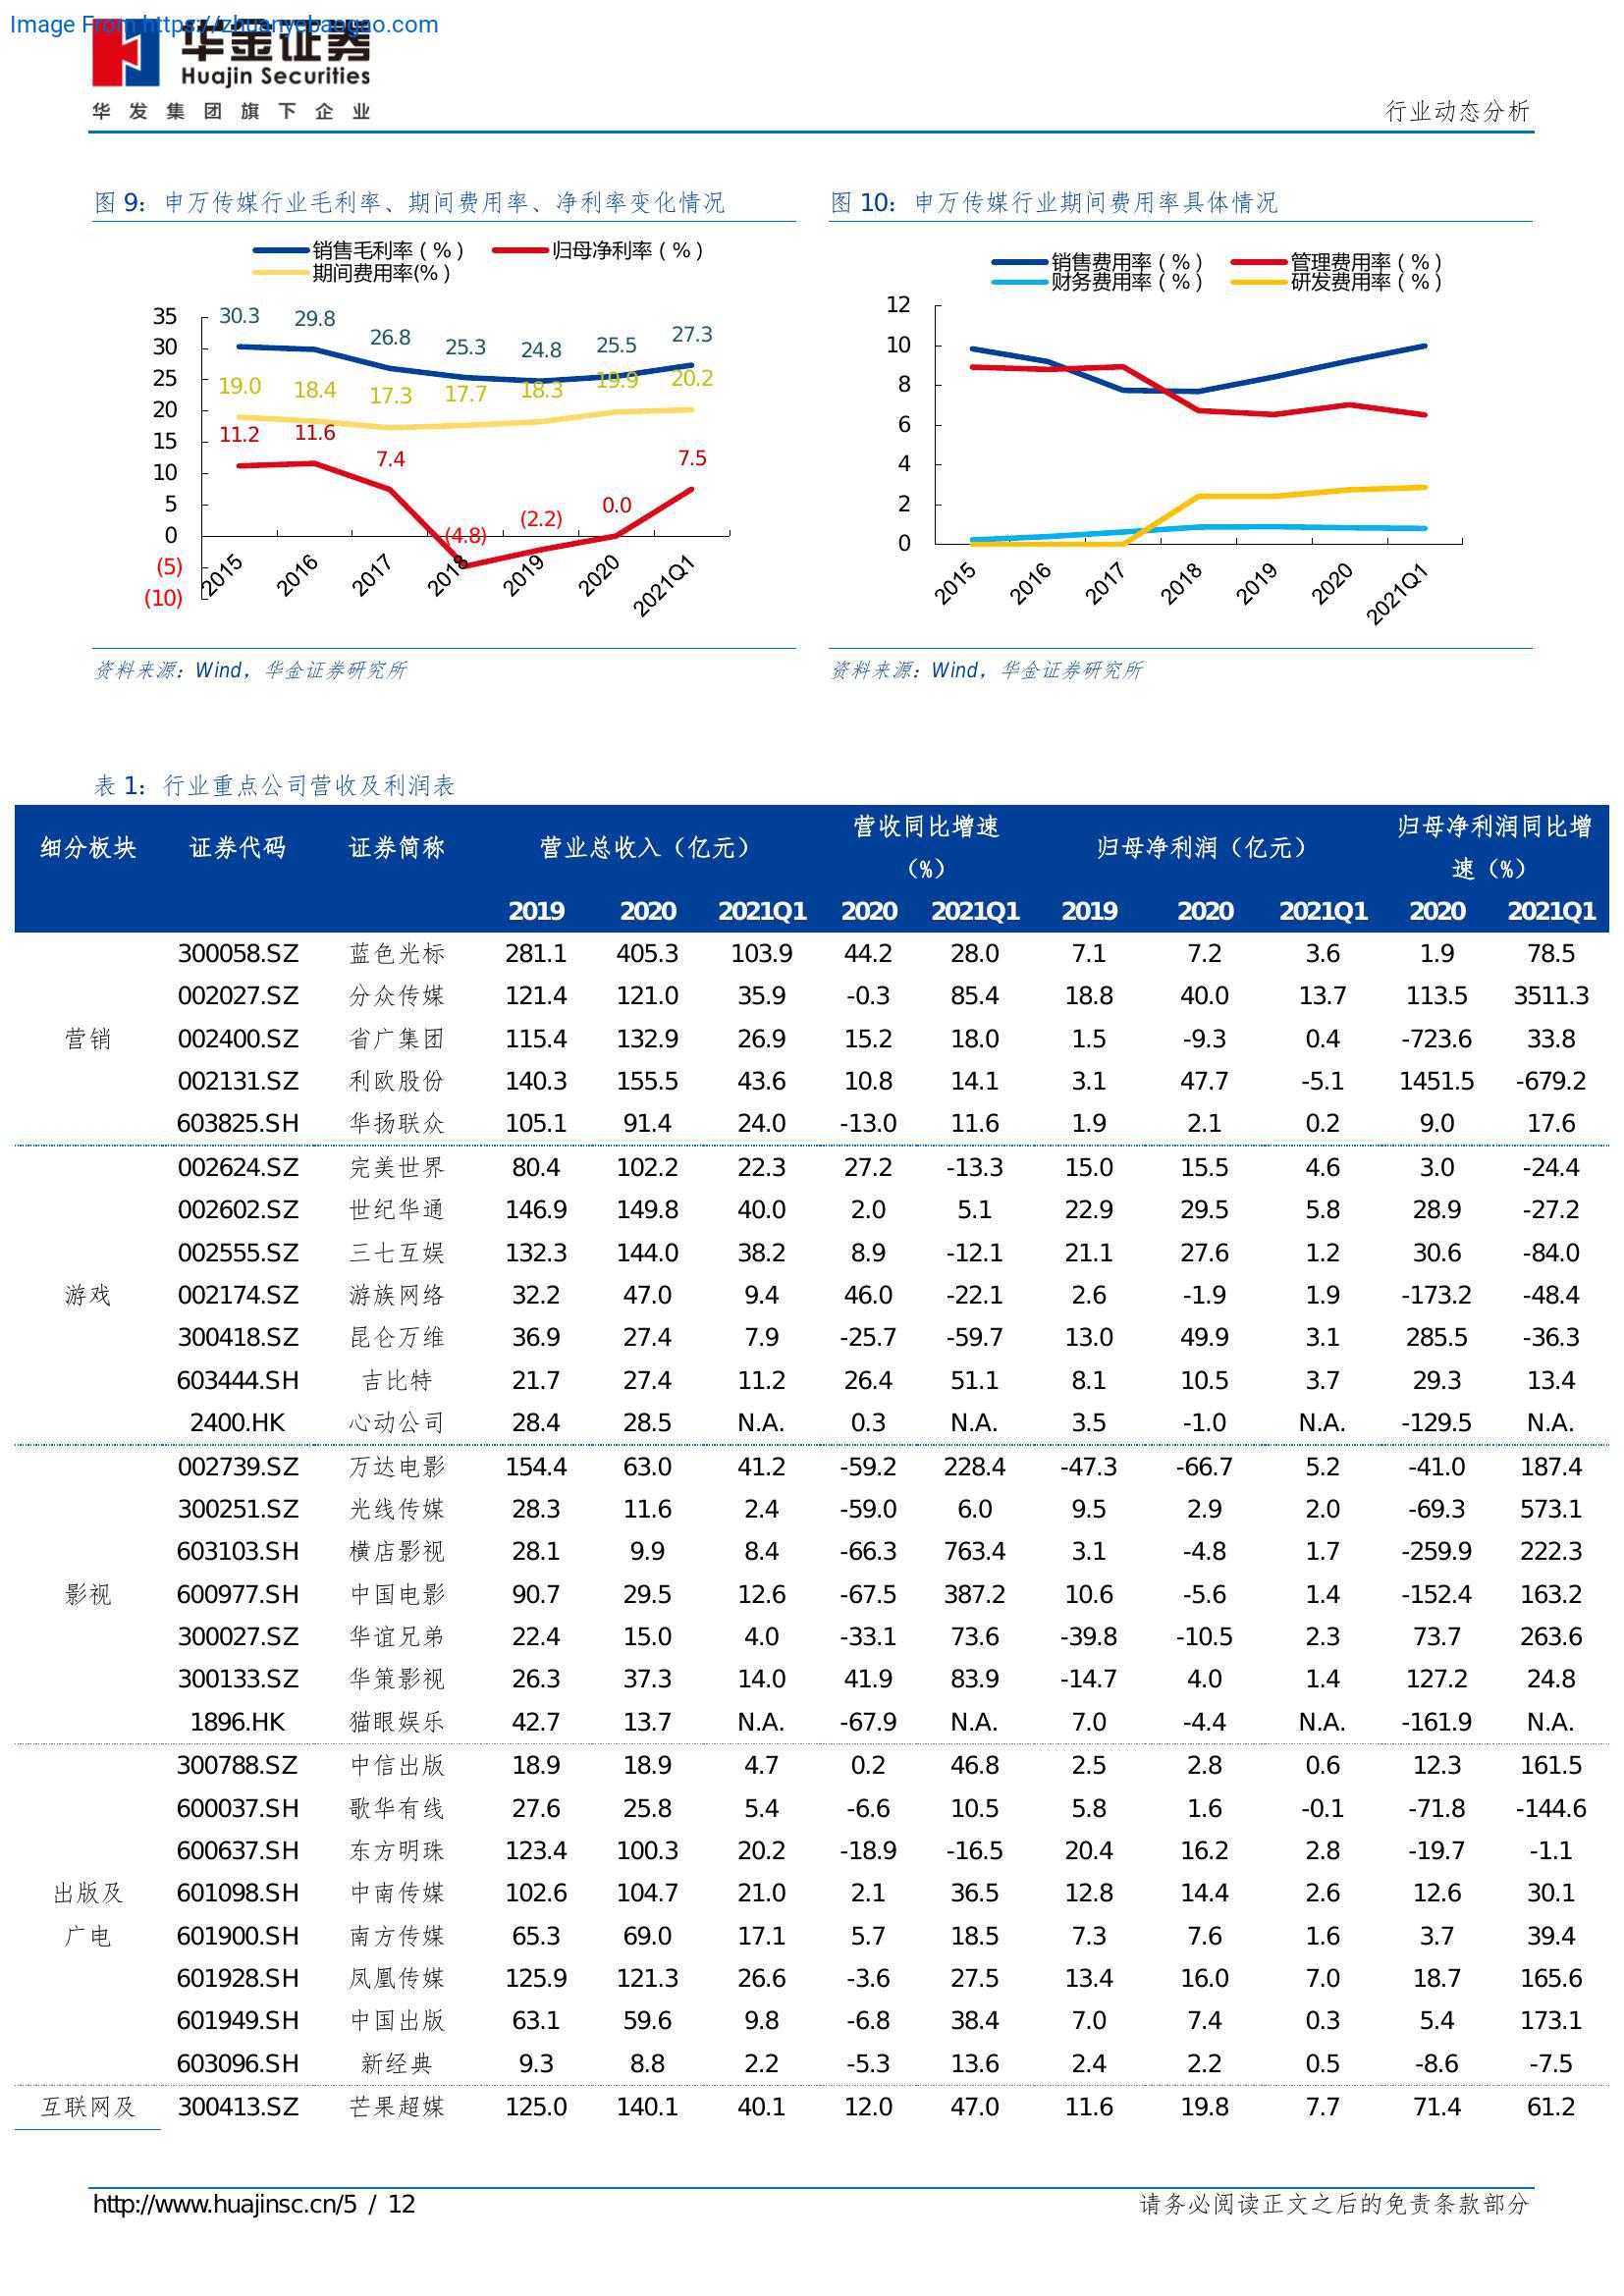 Image From https://zhuanyebaogao.com
华金证券
Huajin Securities
华发集团旗下企业
行业动态分析
图 9：申万传媒行业毛利率、期间费用率、净利率变化情况
销售毛利率（%） 归母净利率（%）
期间费用率(%)
35
30
25
20
15
10
5
0
(5)
(10)
30.3 29.8 26.8 25.3 24.8 25.5 27.3
19.0 18.4 17.3 17.7 18.3 19.9 20.2
11.2 11.6 7.4 (4.8) (2.2) 0.0 7.5
2015 2016 2017 2018 2019 2020 2021Q1
资料来源：Wind，华金证券研究所
图 10：申万传媒行业期间费用率具体情况
销售费用率（%） 管理费用率（%）
财务费用率（%） 研发费用率（%）
12
10
8
6
4
2
0
2015 2016 2017 2018 2019 2020 2021Q1
资料来源：Wind，华金证券研究所
表 1：行业重点公司营收及利润表
细分板块 证券代码 证券简称 营业总收入（亿元） 营收同比增速（%） 归母净利润（亿元） 归母净利润同比增速（%）
2019 2020 2021Q1 2020 2021Q1 2019 2020 2021Q1 2020 2021Q1
300058.SZ 蓝色光标 281.1 405.3 103.9 44.2 28.0 7.1 7.2 3.6 1.9 78.5
002027.SZ 分众传媒 121.4 121.0 35.9 -0.3 85.4 18.8 40.0 13.7 113.5 3511.3
营销 002400.SZ 省广集团 115.4 132.9 26.9 15.2 18.0 1.5 -9.3 0.4 -723.6 33.8
002131.SZ 利欧股份 140.3 155.5 43.6 10.8 14.1 3.1 47.7 -5.1 1451.5 -679.2
603825.SH 华扬联众 105.1 91.4 24.0 -13.0 11.6 1.9 2.1 0.2 9.0 17.6
002624.SZ 完美世界 80.4 102.2 22.3 27.2 -13.3 15.0 15.5 4.6 3.0 -24.4
002602.SZ 世纪华通 146.9 149.8 40.0 2.0 5.1 22.9 29.5 5.8 28.9 -27.2
002555.SZ 三七互娱 132.3 144.0 38.2 8.9 -12.1 21.1 27.6 1.2 30.6 -84.0
游戏 002174.SZ 游族网络 32.2 47.0 9.4 46.0 -22.1 2.6 -1.9 1.9 -173.2 -48.4
300418.SZ 昆仑万维 36.9 27.4 7.9 -25.7 -59.7 13.0 49.9 3.1 285.5 -36.3
603444.SH 吉比特 21.7 27.4 11.2 26.4 51.1 8.1 10.5 3.7 29.3 13.4
2400.HK 心动公司 28.4 28.5 N.A. 0.3 N.A. 3.5 -1.0 N.A. -129.5 N.A.
002739.SZ 万达电影 154.4 63.0 41.2 -59.2 228.4 -47.3 -66.7 5.2 -41.0 187.4
300251.SZ 光线传媒 28.3 11.6 2.4 -59.0 6.0 9.5 2.9 2.0 -69.3 573.1
603103.SH 横店影视 28.1 9.9 8.4 -66.3 763.4 3.1 -4.8 1.7 -259.9 222.3
影视 600977.SH 中国电影 90.7 29.5 12.6 -67.5 387.2 10.6 -5.6 1.4 -152.4 163.2
300027.SZ 华谊兄弟 22.4 15.0 4.0 -33.1 73.6 -39.8 -10.5 2.3 73.7 263.6
300133.SZ 华策影视 26.3 37.3 14.0 41.9 83.9 -14.7 4.0 1.4 127.2 24.8
1896.HK 猫眼娱乐 42.7 13.7 N.A. -67.9 N.A. 7.0 -4.4 N.A. -161.9 N.A.
300788.SZ 中信出版 18.9 18.9 4.7 0.2 46.8 2.5 2.8 0.6 12.3 161.5
600037.SH 歌华有线 27.6 25.8 5.4 -6.6 10.5 5.8 1.6 -0.1 -71.8 -144.6
600637.SH 东方明珠 123.4 100.3 20.2 -18.9 -16.5 20.4 16.2 2.8 -19.7 -1.1
出版及 601098.SH 中南传媒 102.6 104.7 21.0 2.1 36.5 12.8 14.4 2.6 12.6 30.1
广电 601900.SH 南方传媒 65.3 69.0 17.1 5.7 18.5 7.3 7.6 1.6 3.7 39.4
601928.SH 凤凰传媒 125.9 121.3 26.6 -3.6 27.5 13.4 16.0 7.0 18.7 165.6
601949.SH 中国出版 63.1 59.6 9.8 -6.8 38.4 7.0 7.4 0.3 5.4 173.1
603096.SH 新经典 9.3 8.8 2.2 -5.3 13.6 2.4 2.2 0.5 -8.6 -7.5
互联网及 300413.SZ 芒果超媒 125.0 140.1 40.1 12.0 47.0 11.6 19.8 7.7 71.4 61.2
http://www.huajinsc.cn/5 / 12
请务必阅读正文之后的免责条款部分